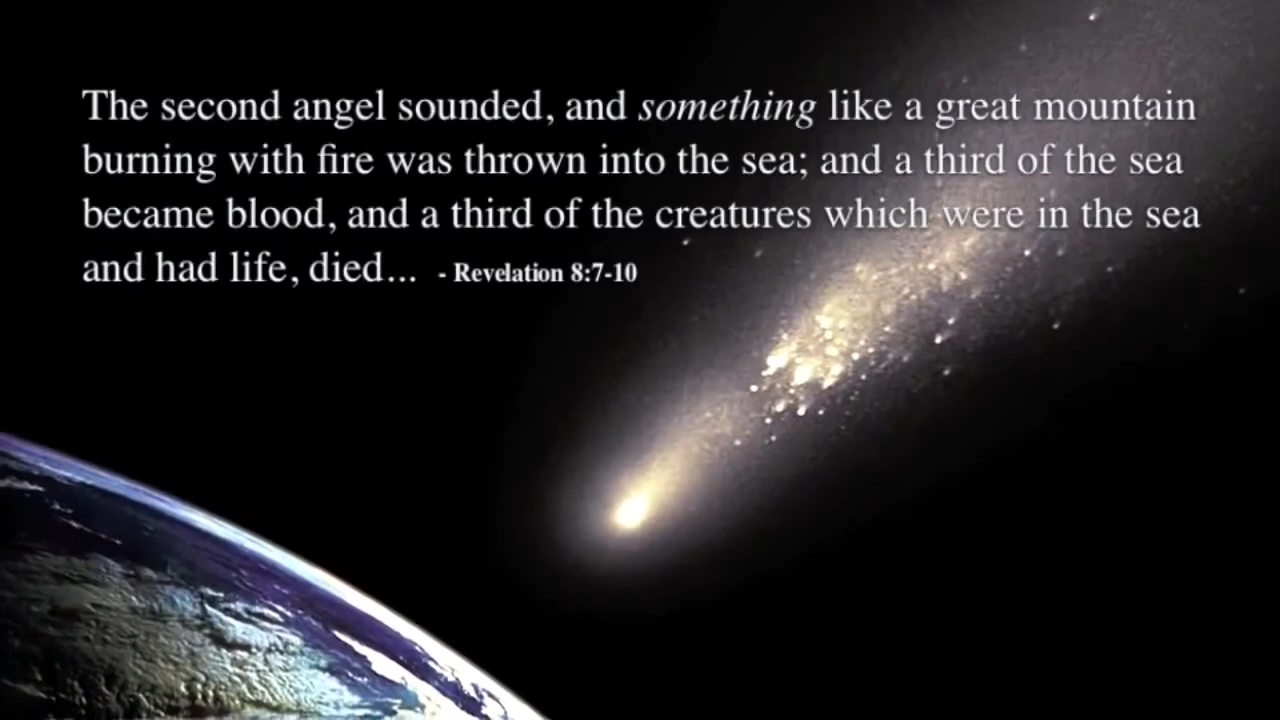 The second angel sounded, and something like a great mountain
burning with fire was thrown into the sea; and a third of the sea
became blood, and a third of the creatures which were in the sea
and had life, died... - Revelation 8:7-10